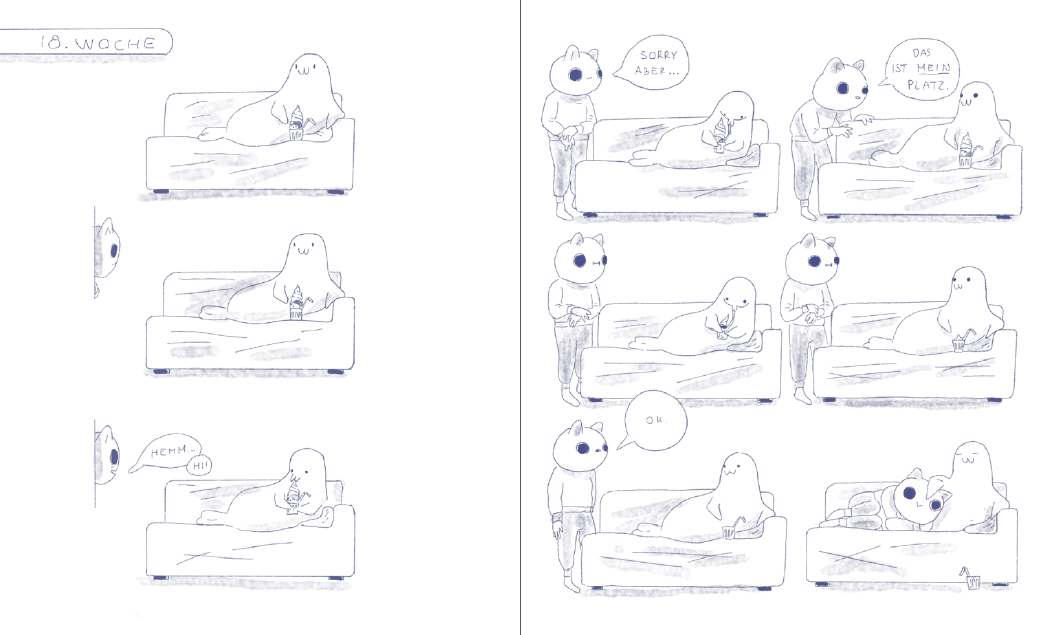 18. WOCHE
HEMM...
HI!
SORRY
ABER...
DAS
IST MEIN
PLATZ.
OK.